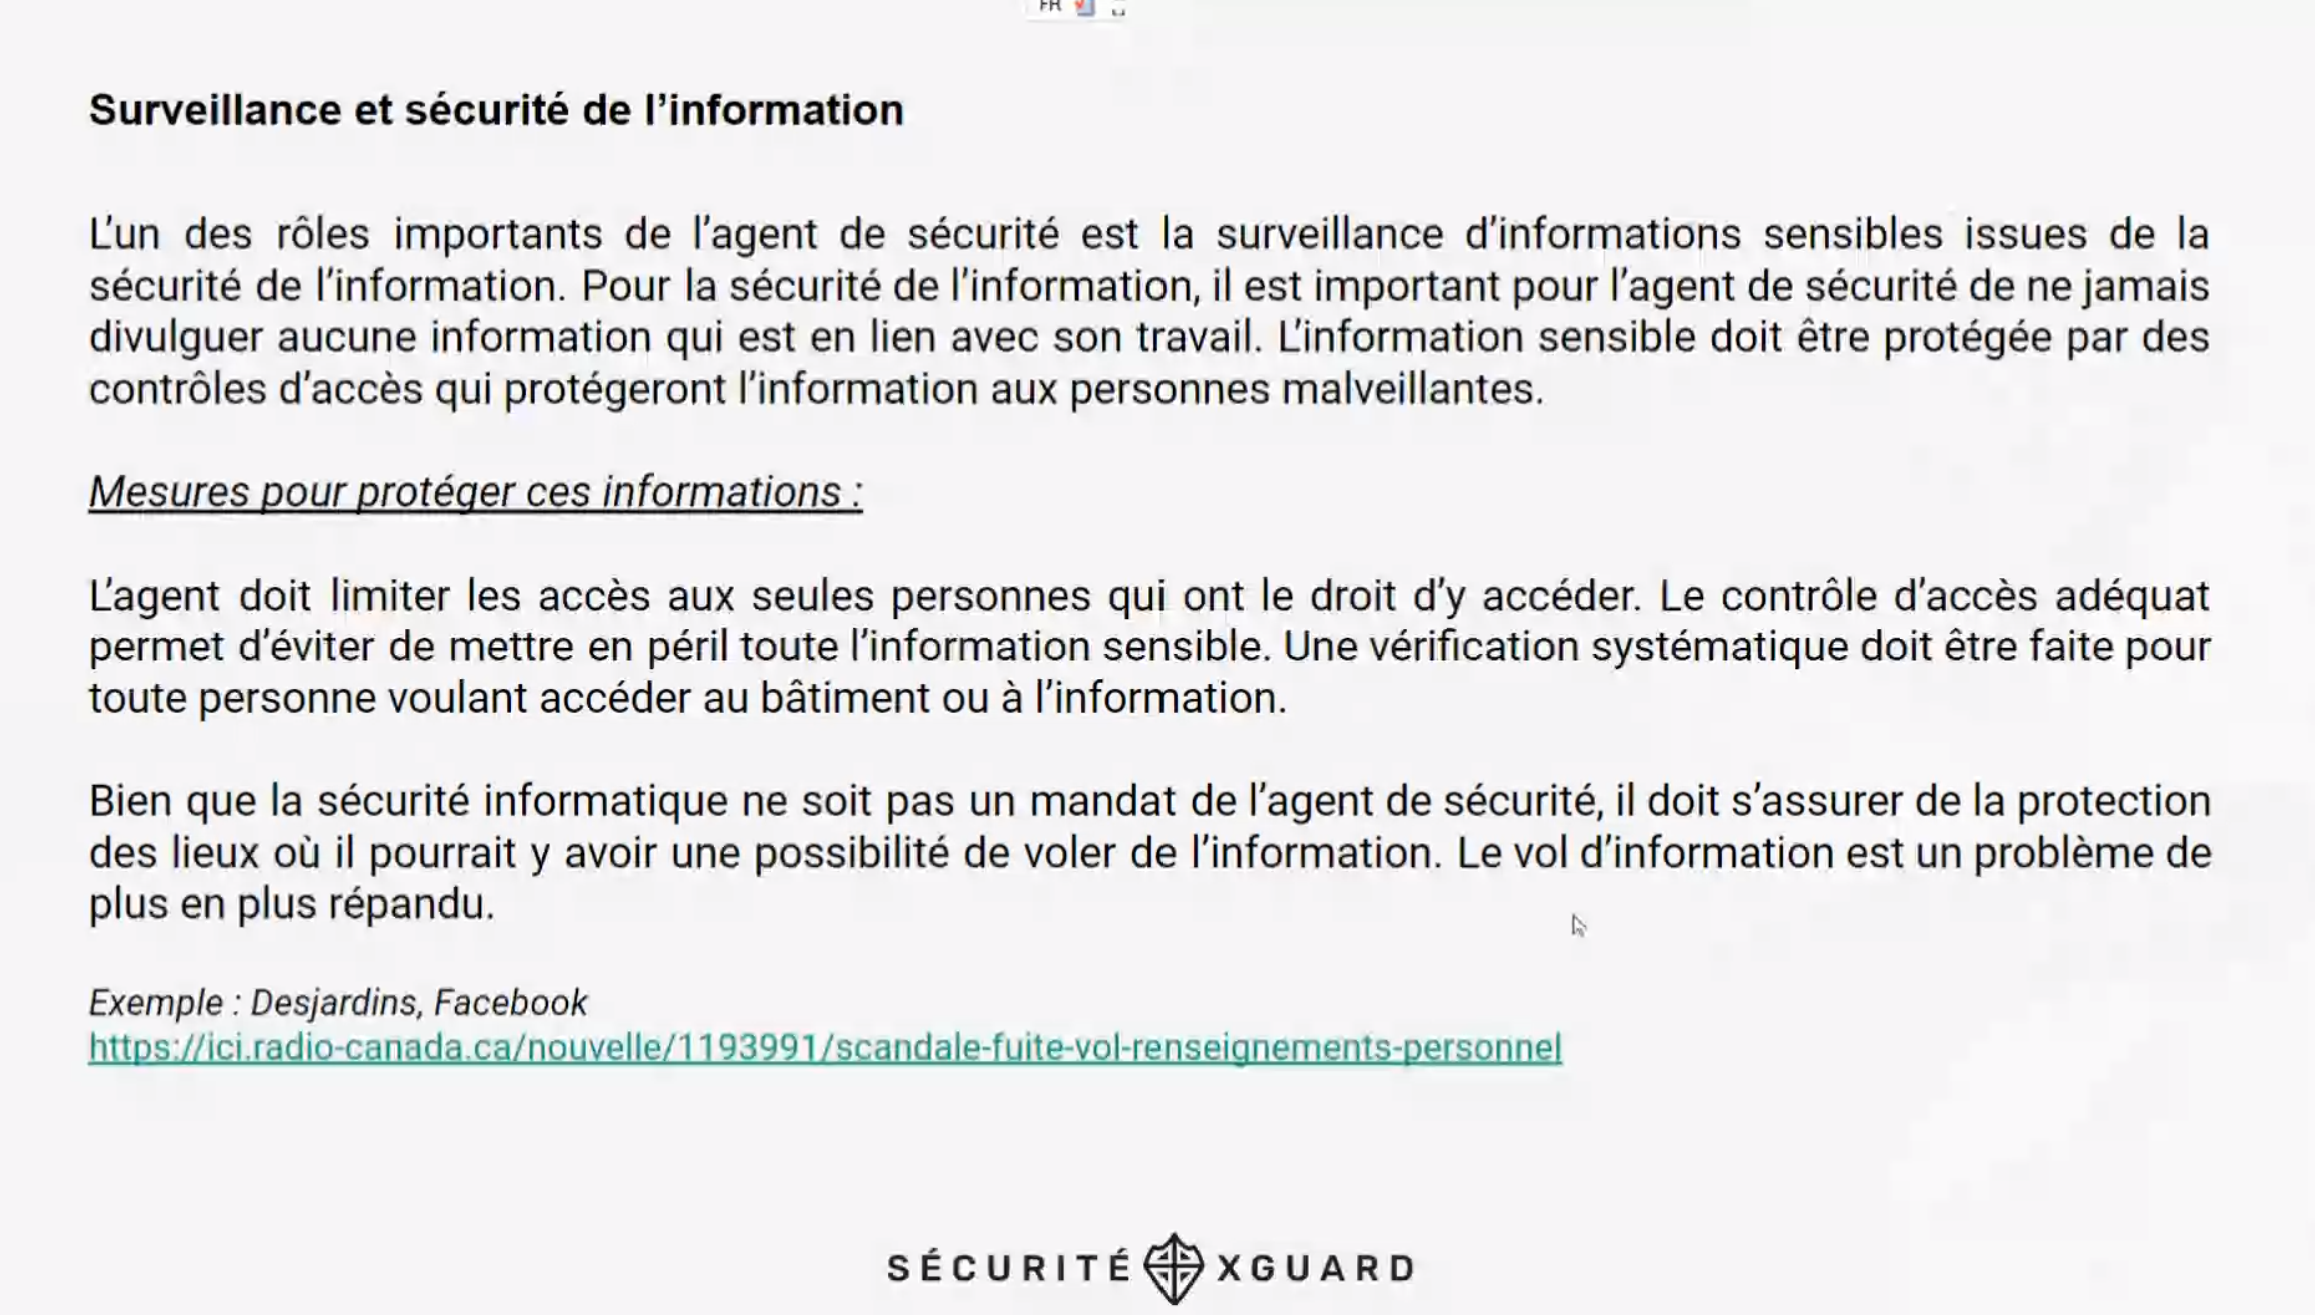 FR
Surveillance et sécurité de l’information
L’un des rôles importants de l’agent de sécurité est la surveillance d’informations sensibles issues de la
sécurité de l’information. Pour la sécurité de l’information, il est important pour l’agent de sécurité de ne jamais
divulguer aucune information qui est en lien avec son travail. L’information sensible doit être protégée par des
contrôles d’accès qui protégeront l’information aux personnes malveillantes.
Mesures pour protéger ces informations :
L’agent doit limiter les accès aux seules personnes qui ont le droit d’y accéder. Le contrôle d’accès adéquat
permet d’éviter de mettre en péril toute l’information sensible. Une vérification systématique doit être faite pour
toute personne voulant accéder au bâtiment ou à l’information.
Bien que la sécurité informatique ne soit pas un mandat de l’agent de sécurité, il doit s’assurer de la protection
des lieux où il pourrait y avoir une possibilité de voler de l’information. Le vol d’information est un problème de
plus en plus répandu.
Exemple : Desjardins, Facebook
https://ici.radio-canada.ca/nouvelle/1193991/scandale-fuite-vol-renseignements-personnel
SÉCURITÉ XGUARD